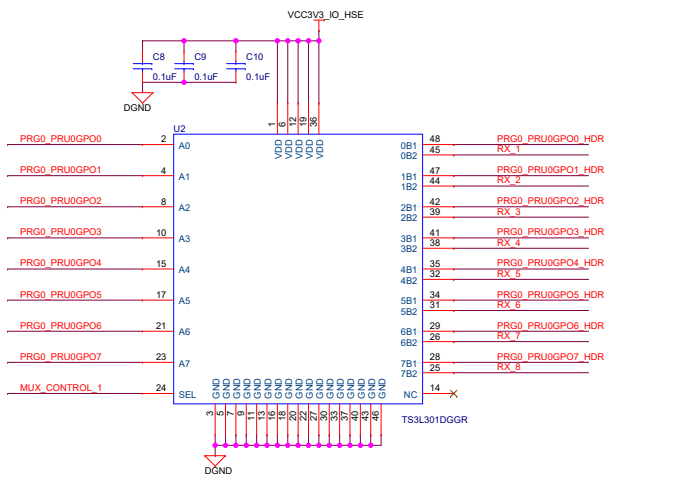 VCC3V3_IO_HSE
C8 C9 C10
0.1uF 0.1uF 0.1uF
DGND
U2
1 6 12 19 36
VDD VDD VDD VDD VDD
PRG0_PRU0GPO0 2 A0 0B1 48 PRG0_PRU0GPO0_HDR
0B2 45 RX_1
PRG0_PRU0GPO1 4 A1 1B1 47 PRG0_PRU0GPO1_HDR
1B2 44 RX_2
PRG0_PRU0GPO2 8 A2 2B1 42 PRG0_PRU0GPO2_HDR
2B2 39 RX_3
PRG0_PRU0GPO3 10 A3 3B1 41 PRG0_PRU0GPO3_HDR
3B2 38 RX_4
PRG0_PRU0GPO4 15 A4 4B1 35 PRG0_PRU0GPO4_HDR
4B2 32 RX_5
PRG0_PRU0GPO5 17 A5 5B1 34 PRG0_PRU0GPO5_HDR
5B2 31 RX_6
PRG0_PRU0GPO6 21 A6 6B1 29 PRG0_PRU0GPO6_HDR
6B2 26 RX_7
PRG0_PRU0GPO7 23 A7 7B1 28 PRG0_PRU0GPO7_HDR
7B2 25 RX_8
MUX_CONTROL_1 24 SEL NC 14
GND GND GND GND GND GND GND GND GND GND GND GND GND GND GND GND GND
3 5 7 9 11 13 16 18 20 22 27 30 33 37 40 43 46
TS3L301DGGR
DGND